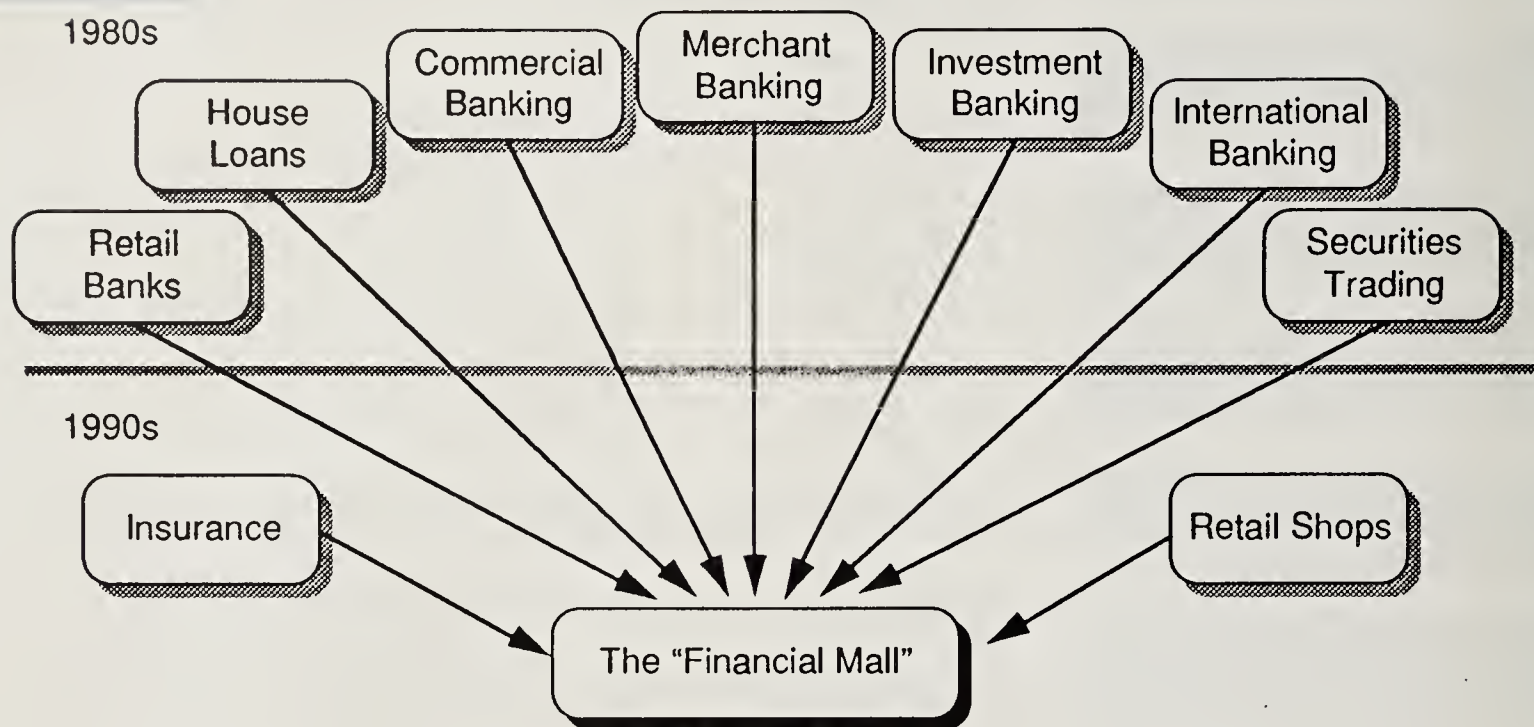 1980s
Retail
Banks
House
Loans
Commercial
Banking
Merchant
Banking
Investment
Banking
International
Banking
Securities
Trading
1990s
Insurance
Retail Shops
The “Financial Mall”